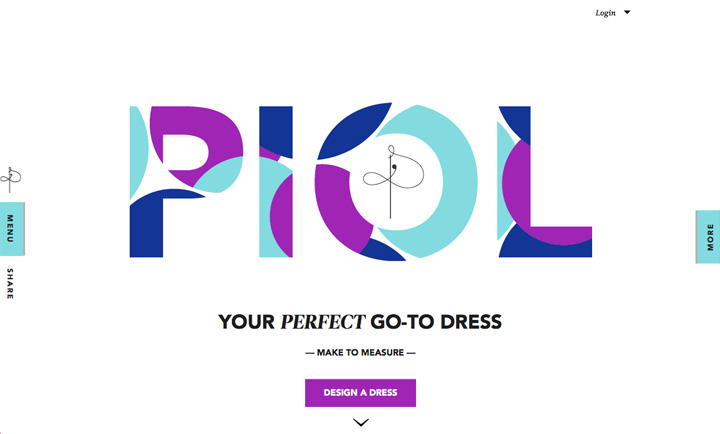 Login
PIOL
MENU
SHARE
MORE
YOUR PERFECT GO-TO DRESS
— MAKE TO MEASURE —
DESIGN A DRESS